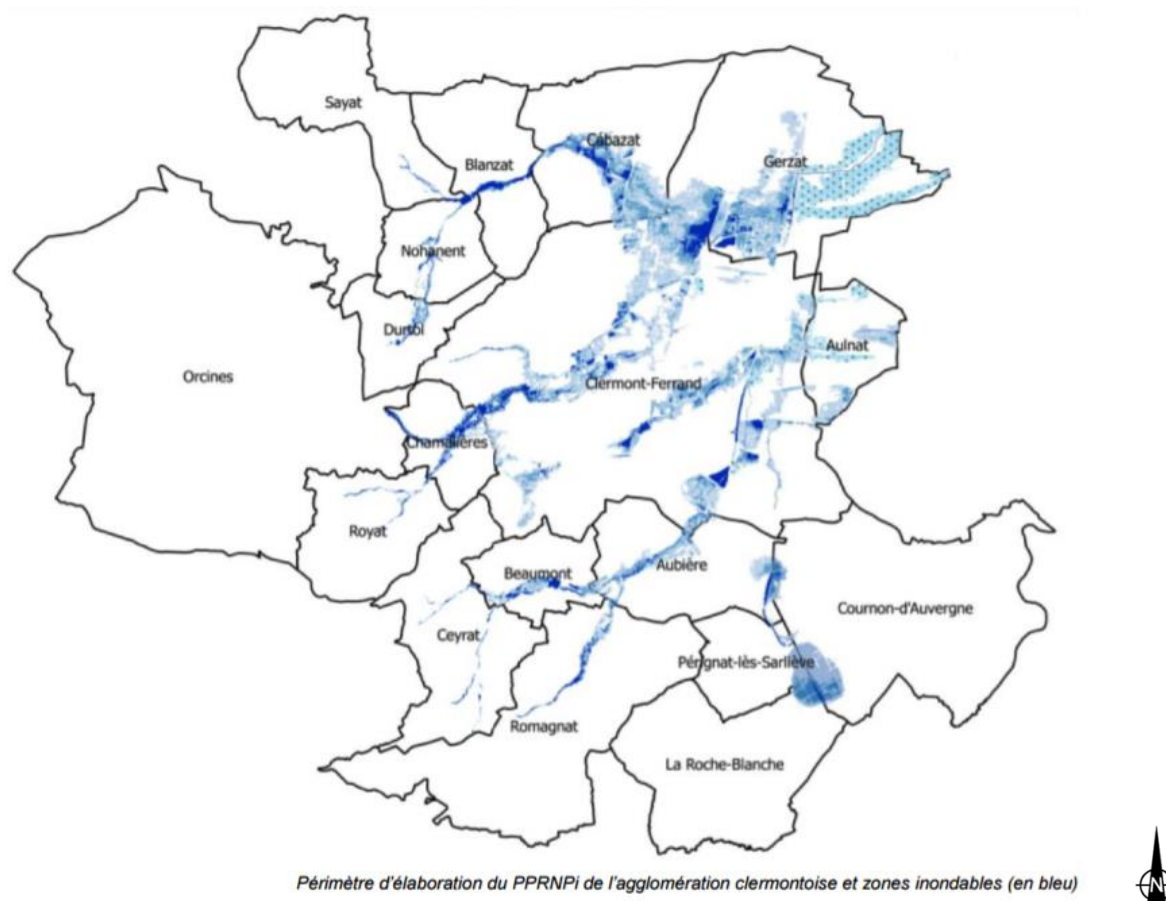 Sayat
Cébazat
Blanzat
Gerzat
Nohanent
Durtol
Aulnat
Orcines
Clermont-Ferrand
Chamalières
Royat
Aubière
Beaumont
Cournon-d'Auvergne
Ceyrat
Pérignat-lès-Sarliève
Romagnat
La Roche-Blanche
Périmètre d'élaboration du PPRNPi de l'agglomération clermontoise et zones inondables (en bleu)
N